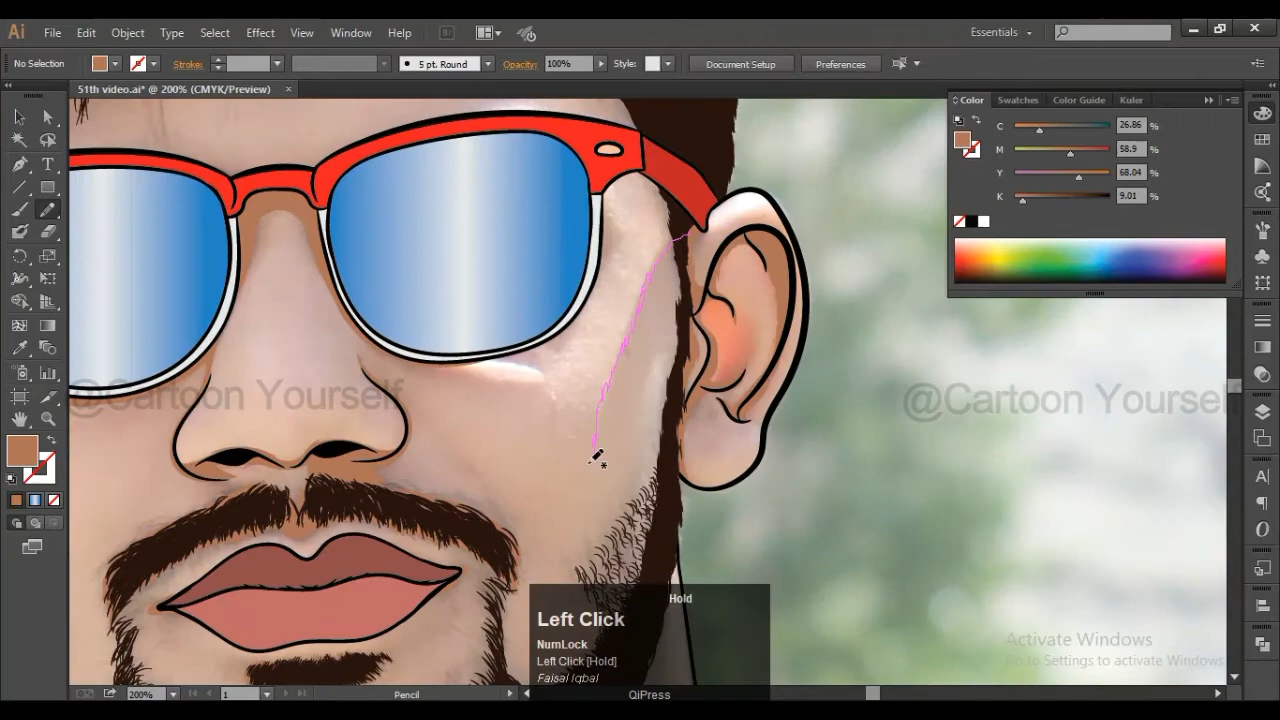 Ai File Edit Object Type Select Effect View Window Help Br Essentials
No Selection Stroke: 5 pt. Round Opacity: 100% Style: Document Setup Preferences
51th video.ai* @ 200% (CMYK/Preview) ×
Color Swatches Color Guide Kuler
C 26.86 %
M 58.9 %
Y 68.04 %
K 9.01 %
@Cartoon Yourself
@Cartoon Yourself
Hold
Left Click
NumLock
Left Click [Hold]
Faisal Iqbal
QiPress
Activate Windows
Go to Settings to activate Windows.
200% 1 Pencil